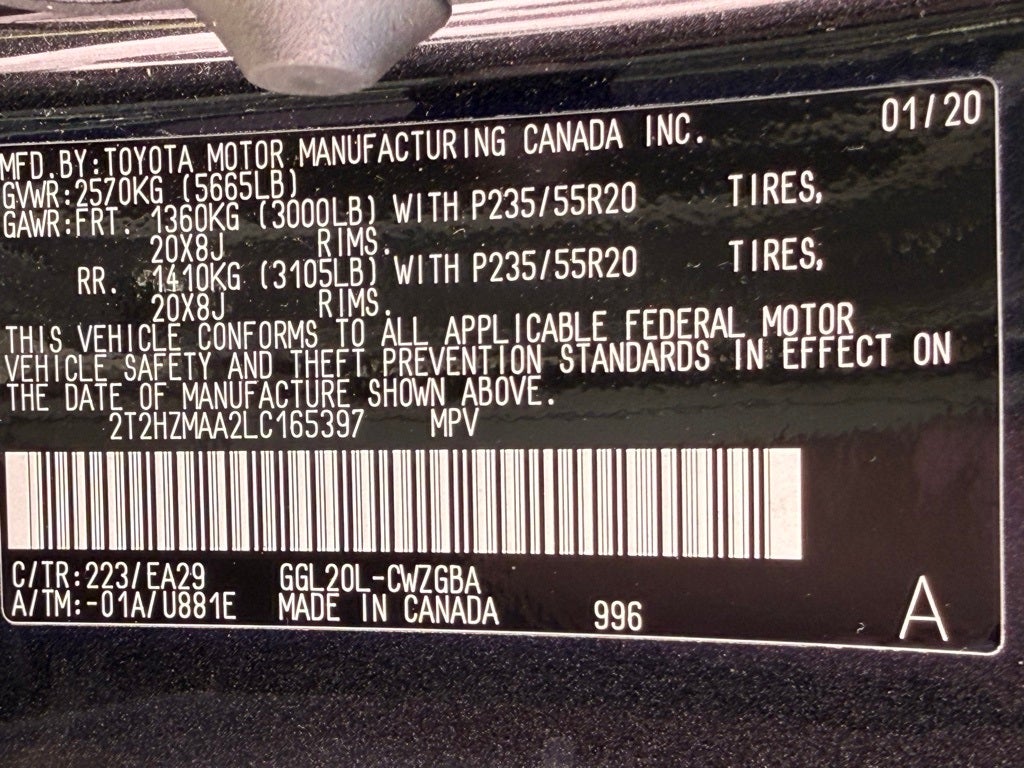 01/20
MFD.BY:TOYOTA MOTOR MANUFACTURING CANADA INC.
GVWR:2570KG (5665LB)
GAWR:FRT. 1360KG (3000LB) WITH P235/55R20 TIRES,
20X8J RIMS.
RR. 1410KG (3105LB) WITH P235/55R20 TIRES,
20X8J RIMS.
THIS VEHICLE CONFORMS TO ALL APPLICABLE FEDERAL MOTOR
VEHICLE SAFETY AND THEFT PREVENTION STANDARDS IN EFFECT ON
THE DATE OF MANUFACTURE SHOWN ABOVE.
2T2HZMAA2LC165397 MPV
C/TR:223/EA29 GGL20L-CWZGBA
A/TM:-01A/U881E MADE IN CANADA 996 A